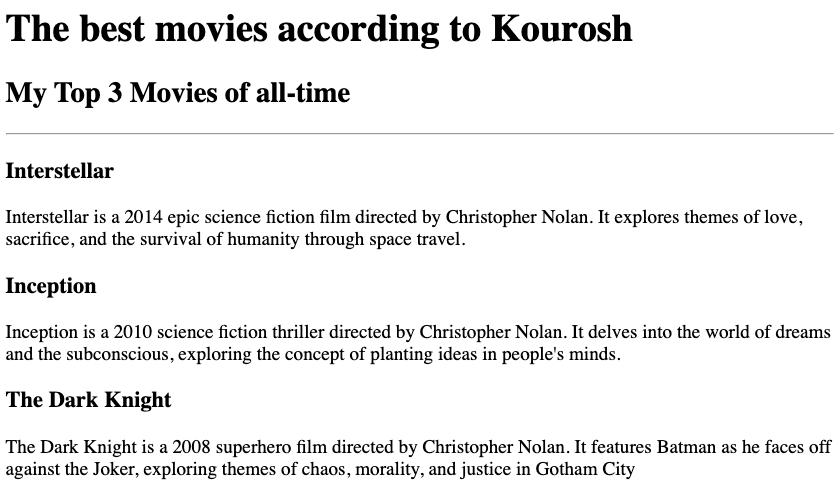 The best movies according to Kourosh
My Top 3 Movies of all-time
Interstellar
Interstellar is a 2014 epic science fiction film directed by Christopher Nolan. It explores themes of love,
sacrifice, and the survival of humanity through space travel.
Inception
Inception is a 2010 science fiction thriller directed by Christopher Nolan. It delves into the world of dreams
and the subconscious, exploring the concept of planting ideas in people's minds.
The Dark Knight
The Dark Knight is a 2008 superhero film directed by Christopher Nolan. It features Batman as he faces off
against the Joker, exploring themes of chaos, morality, and justice in Gotham City